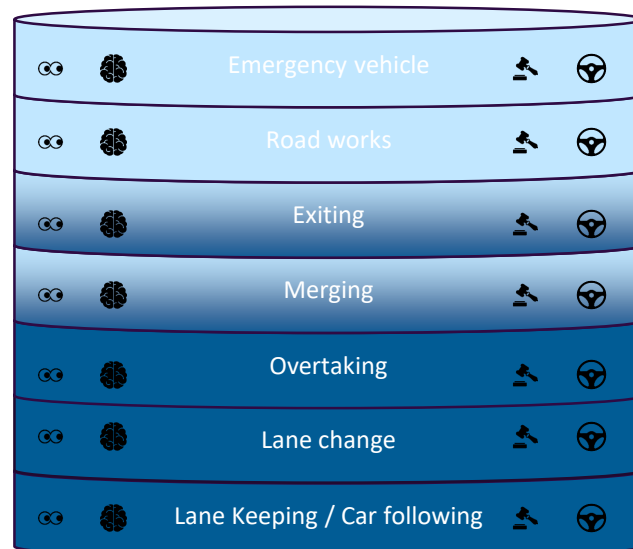 Emergency vehicle
Road works
Exiting
Merging
Overtaking
Lane change
Lane Keeping / Car following